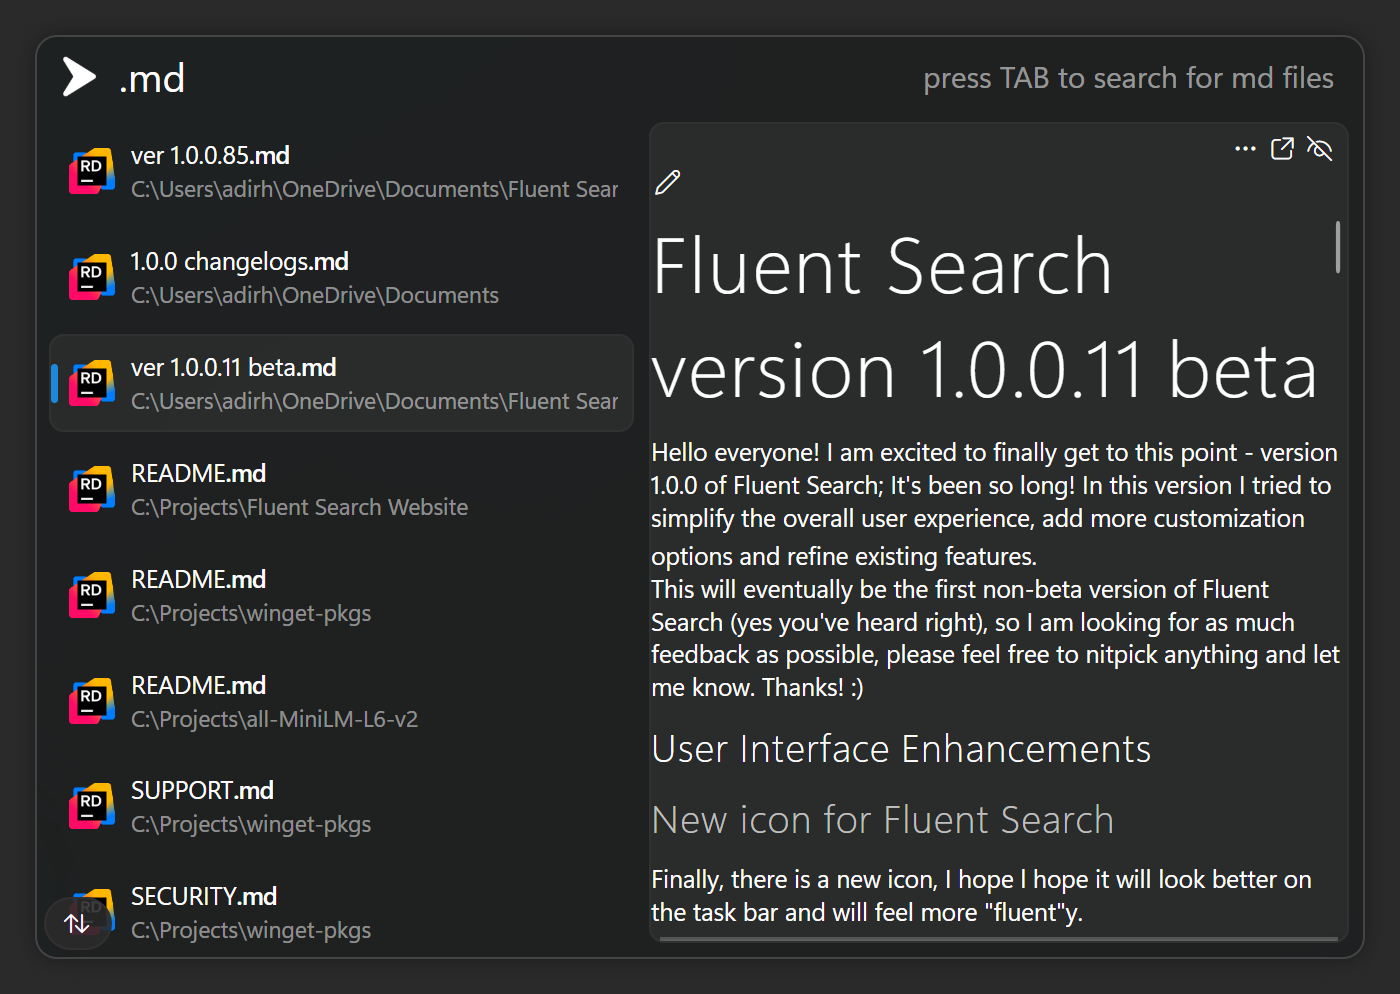 .md
press TAB to search for md files
RD
ver 1.0.0.85.md
C:\Users\adirh\OneDrive\Documents\Fluent Sear
RD
1.0.0 changelogs.md
C:\Users\adirh\OneDrive\Documents
RD
ver 1.0.0.11 beta.md
C:\Users\adirh\OneDrive\Documents\Fluent Sear
RD
README.md
C:\Projects\Fluent Search Website
RD
README.md
C:\Projects\winget-pkgs
RD
README.md
C:\Projects\all-MiniLM-L6-v2
RD
SUPPORT.md
C:\Projects\winget-pkgs
RD
SECURITY.md
C:\Projects\winget-pkgs
Fluent Search
version 1.0.0.11 beta
Hello everyone! I am excited to finally get to this point - version
1.0.0 of Fluent Search; It's been so long! In this version I tried to
simplify the overall user experience, add more customization
options and refine existing features.
This will eventually be the first non-beta version of Fluent
Search (yes you've heard right), so I am looking for as much
feedback as possible, please feel free to nitpick anything and let
me know. Thanks! :)
User Interface Enhancements
New icon for Fluent Search
Finally, there is a new icon, I hope I hope it will look better on
the task bar and will feel more "fluent"y.